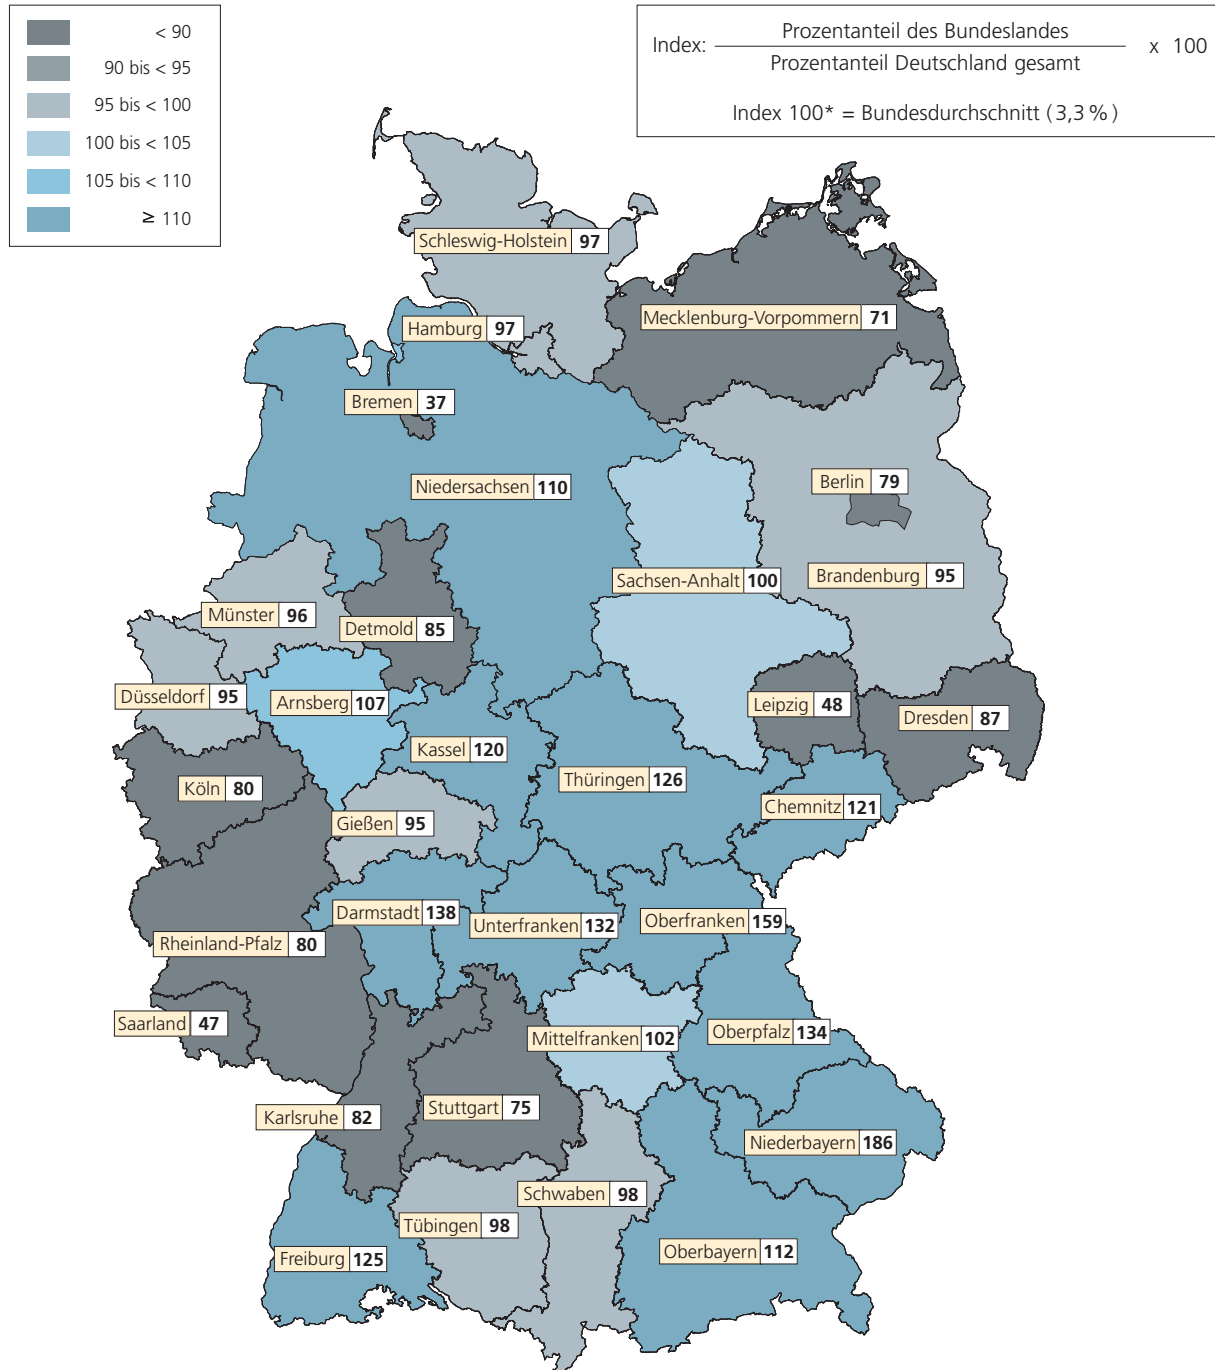 < 90
90 bis < 95
95 bis < 100
100 bis < 105
105 bis < 110
≥ 110
Index: Prozentanteil des Bundeslandes x 100
Prozentanteil Deutschland gesamt
Index 100* = Bundesdurchschnitt (3,3 %)
Schleswig-Holstein 97
Mecklenburg-Vorpommern 71
Hamburg 97
Bremen 37
Berlin 79
Niedersachsen 110
Sachsen-Anhalt 100
Brandenburg 95
Münster 96
Detmold 85
Düsseldorf 95
Arnsberg 107
Leipzig 48
Dresden 87
Kassel 120
Thüringen 126
Köln 80
Chemnitz 121
Gießen 95
Darmstadt 138
Unterfranken 132
Oberfranken 159
Rheinland-Pfalz 80
Saarland 47
Mittelfranken 102
Oberpfalz 134
Karlsruhe 82
Stuttgart 75
Niederbayern 186
Schwaben 98
Tübingen 98
Freiburg 125
Oberbayern 112